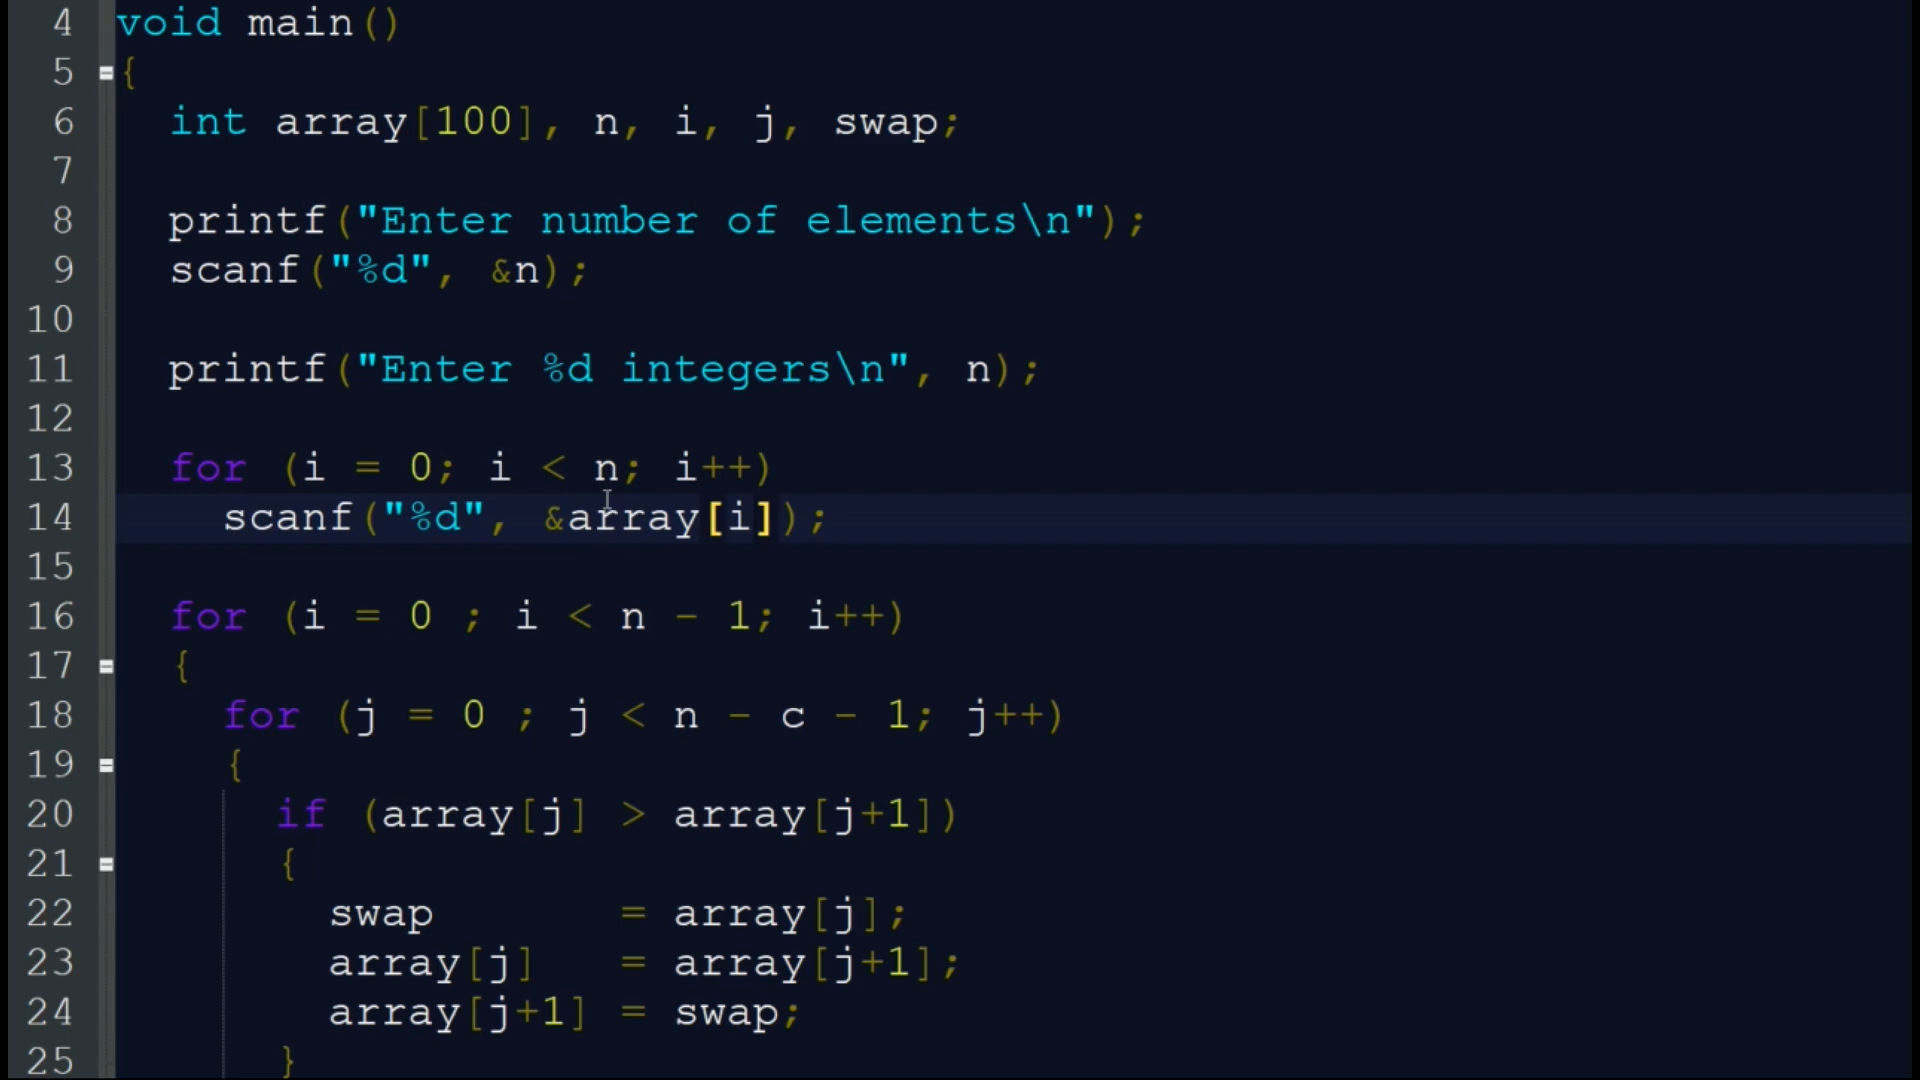 4 void main()
5 {
6 int array[100], n, i, j, swap;
7
8 printf("Enter number of elements\n");
9 scanf("%d", &n);
10
11 printf("Enter %d integers\n", n);
12
13 for (i = 0; i < n; i++)
14 scanf("%d", &array[i]);
15
16 for (i = 0 ; i < n - 1; i++)
17 {
18 for (j = 0 ; j < n - c - 1; j++)
19 {
20 if (array[j] > array[j+1])
21 {
22 swap = array[j];
23 array[j] = array[j+1];
24 array[j+1] = swap;
25 }